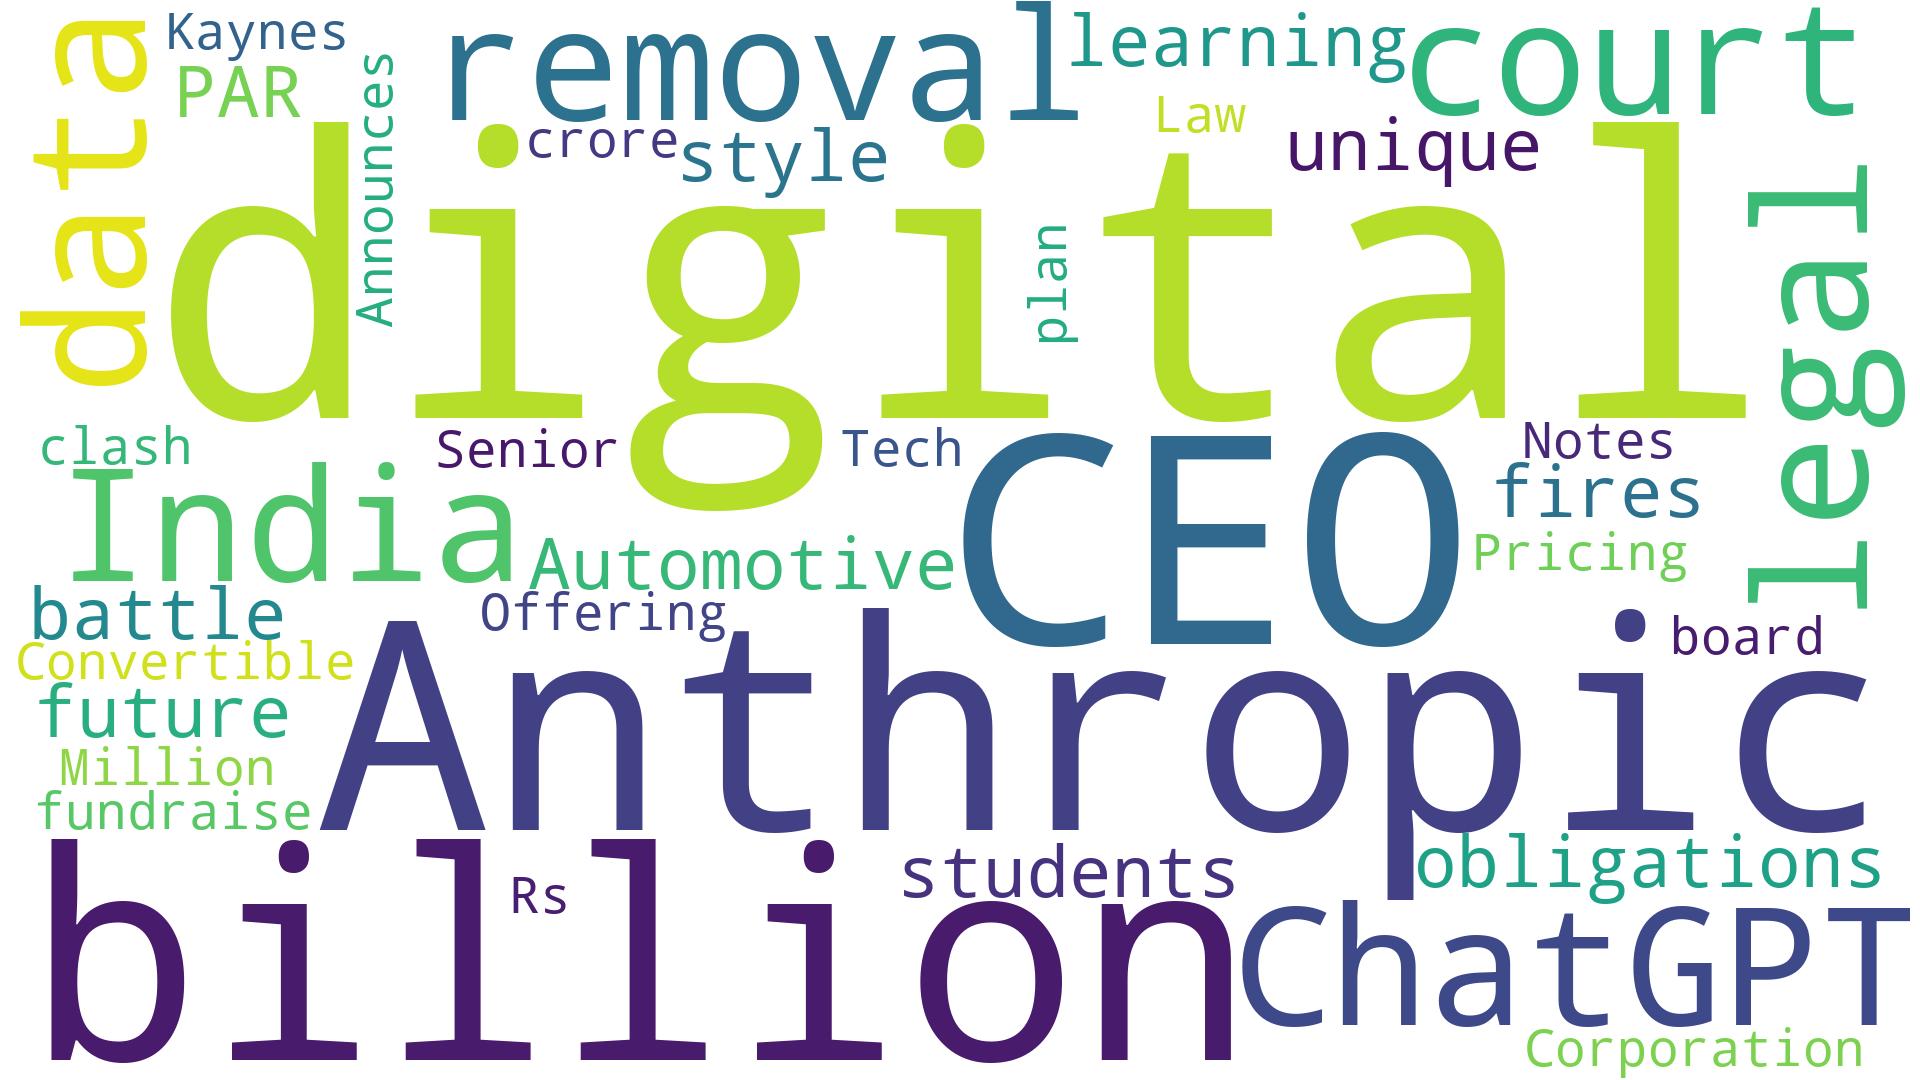 Kaynes
removal
learning
court
data
PAR
Announces
crore
style
Law
unique
digital
plan
legal
clash
Senior
Tech
CEO
Notes
India
fires
Automotive
Pricing
battle
Offering
board
Convertible
Anthropic
future
Million
fundraise
billion
Rs
students
obligations
ChatGPT
Corporation